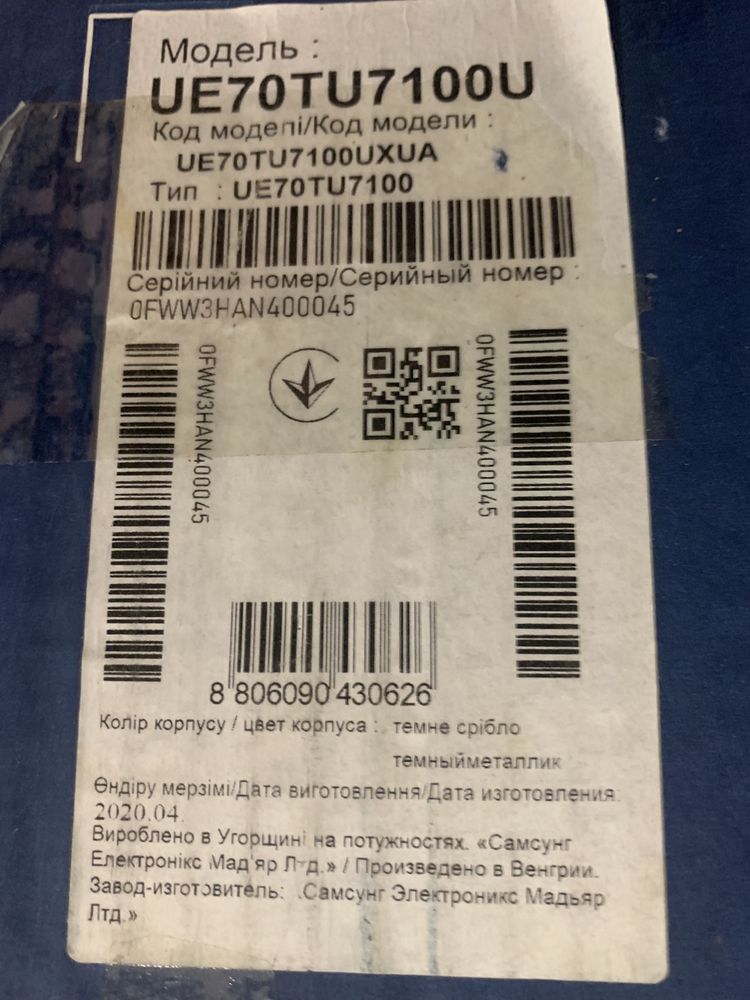 Модель :
UE70TU7100U
Код моделі/Код модели :
UE70TU7100UXUA
Тип : UE70TU7100
Серійний номер/Серийный номер :
0FWW3HAN400045
0FWW3HAN400045
0FWW3HAN400045
8 806090 430626
Колір корпусу / цвет корпуса : темне срібло
темныйметаллик
Өндіру мерзімі/Дата виготовлення/Дата изготовления:
2020.04.
Вироблено в Угорщині на потужностях. «Самсунг
Електронікс Мад'яр Лтд.» / Произведено в Венгрии.
Завод-изготовитель: .Самсунг Электроникс Мадьяр
Лтд.»